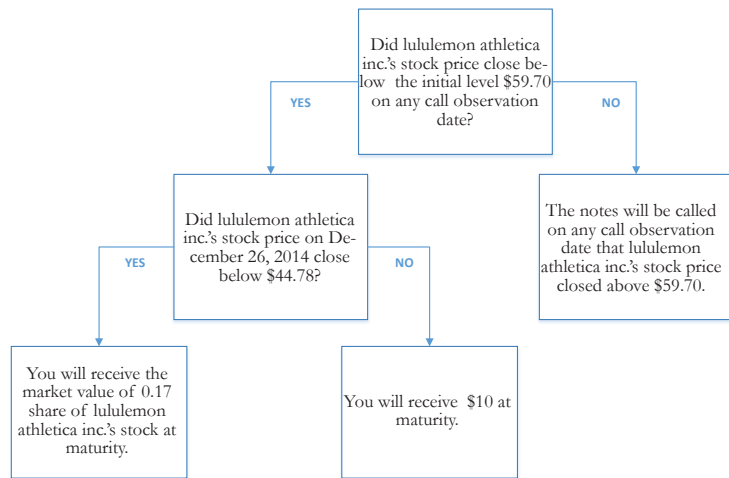 Did lululemon athletica
inc.'s stock price close be-
low the initial level $59.70
on any call observation
date?
YES
NO
Did lululemon athletica
inc.'s stock price on De-
cember 26, 2014 close
below $44.78?
The notes will be called
on any call observation
date that lululemon
athletica inc.'s stock price
closed above $59.70.
YES
NO
You will receive the
market value of 0.17
share of lululemon
athletica inc.'s stock at
maturity.
You will receive $10 at
maturity.